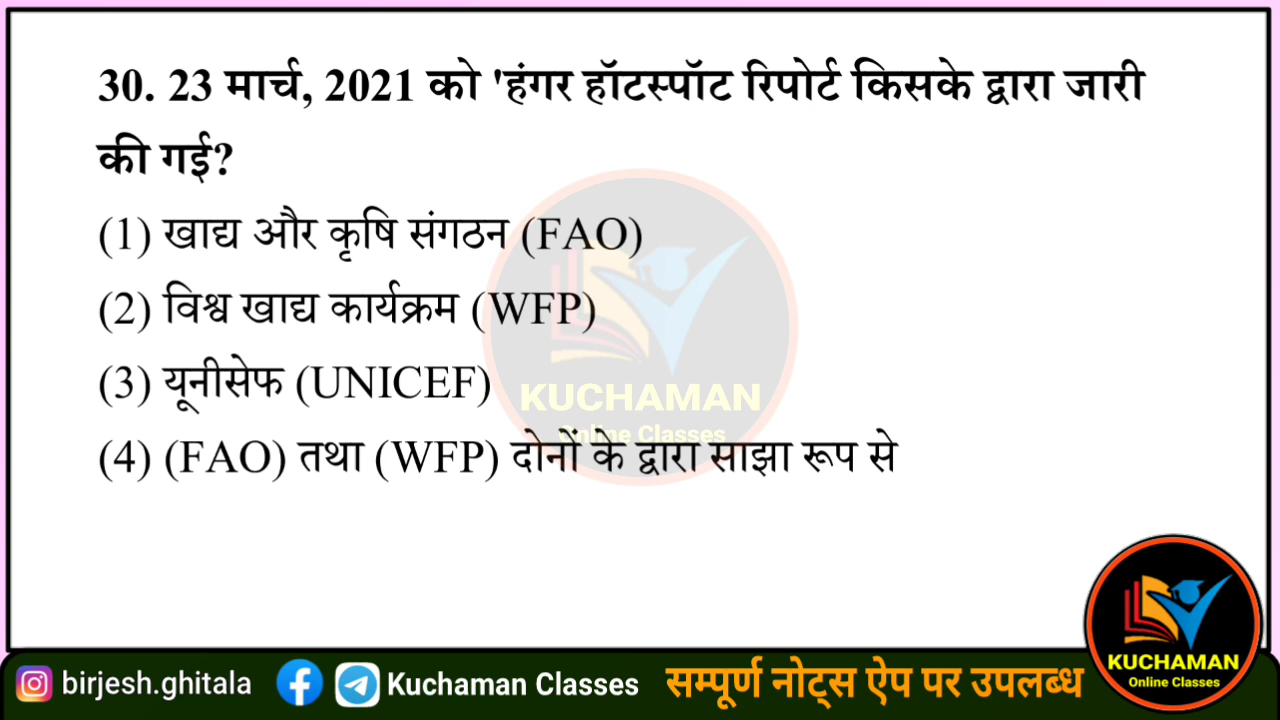 30. 23 मार्च, 2021 को 'हंगर हॉटस्पॉट रिपोर्ट किसके द्वारा जारी
की गई?
(1) खाद्य और कृषि संगठन (FAO)
(2) विश्व खाद्य कार्यक्रम (WFP)
(3) यूनीसेफ (UNICEF)
(4) (FAO) तथा (WFP) दोनों के द्वारा साझा रूप से
KUCHAMAN
Online Classes
KUCHAMAN
Online Classes
birjesh.ghitala Kuchaman Classes सम्पूर्ण नोट्स ऐप पर उपलब्ध